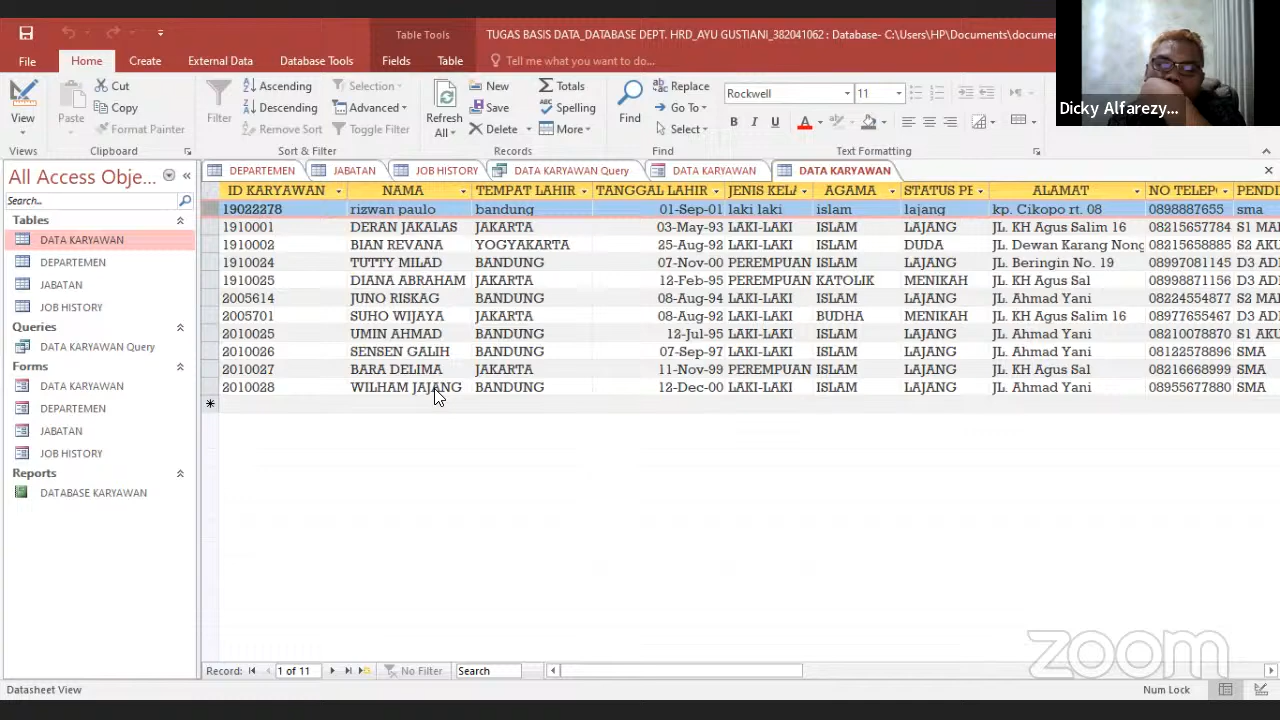 Table Tools
TUGAS BASIS DATA_DATABASE DEPT. HRD_AYU GUSTIANI_382041062 : Database- C:\Users\HP\Documents\docume
File Home Create External Data Database Tools Fields Table Tell me what you want to do...
View
Views
Paste
Cut
Copy
Format Painter
Clipboard
Filter
Ascending
Descending
Remove Sort
Selection
Advanced
Toggle Filter
Sort & Filter
Refresh All
New
Save
Delete
Totals
Spelling
More
Records
Find
Replace
Go To
Select
Find
Rockwell 11
B I U A
Text Formatting
Dicky Alfarezy...
All Access Obje...
Search...
Tables
DATA KARYAWAN
DEPARTEMEN
JABATAN
JOB HISTORY
Queries
DATA KARYAWAN Query
Forms
DATA KARYAWAN
DEPARTEMEN
JABATAN
JOB HISTORY
Reports
DATABASE KARYAWAN
DEPARTEMEN JABATAN JOB HISTORY DATA KARYAWAN Query DATA KARYAWAN DATA KARYAWAN
ID KARYAWAN NAMA TEMPAT LAHIR TANGGAL LAHIR JENIS KELA AGAMA STATUS PE ALAMAT NO TELEP PENDI
19022278 rizwan paulo bandung 01-Sep-01 laki laki islam lajang kp. Cikopo rt. 08 0898887655 sma
1910001 DERAN JAKALAS JAKARTA 03-May-93 LAKI-LAKI ISLAM LAJANG JL. KH Agus Salim 16 08215657784 S1 MA
1910002 BIAN REVANA YOGYAKARTA 25-Aug-92 LAKI-LAKI ISLAM DUDA JL. Dewan Karang Nong 08215658885 S2 AKU
1910024 TUTTY MILAD BANDUNG 07-Nov-00 PEREMPUAN ISLAM LAJANG JL. Beringin No. 19 08997081145 D3 AD
1910025 DIANA ABRAHAM JAKARTA 12-Feb-95 PEREMPUAN KATOLIK MENIKAH JL. KH Agus Sal 08998871156 D3 AD
2005614 JUNO RISKAG BANDUNG 08-Aug-94 LAKI-LAKI ISLAM LAJANG JL. Ahmad Yani 08224554877 S2 MA
2005701 SUHO WIJAYA JAKARTA 08-Aug-92 LAKI-LAKI BUDHA MENIKAH JL. KH Agus Salim 16 08977655467 D3 AD
2010025 UMIN AHMAD BANDUNG 12-Jul-95 LAKI-LAKI ISLAM LAJANG JL. Ahmad Yani 08210078870 S1 AKU
2010026 SENSEN GALIH BANDUNG 07-Sep-97 LAKI-LAKI ISLAM LAJANG JL. Ahmad Yani 08122578896 SMA
2010027 BARA DELIMA JAKARTA 11-Nov-99 PEREMPUAN ISLAM LAJANG JL. Ahmad Yani 08216668999 SMA
2010028 WILHAM JAJANG BANDUNG 12-Dec-00 LAKI-LAKI ISLAM LAJANG JL. Ahmad Yani 08955677880 SMA
Record: 1 of 11 No Filter Search
zoom
Datasheet View
Num Lock